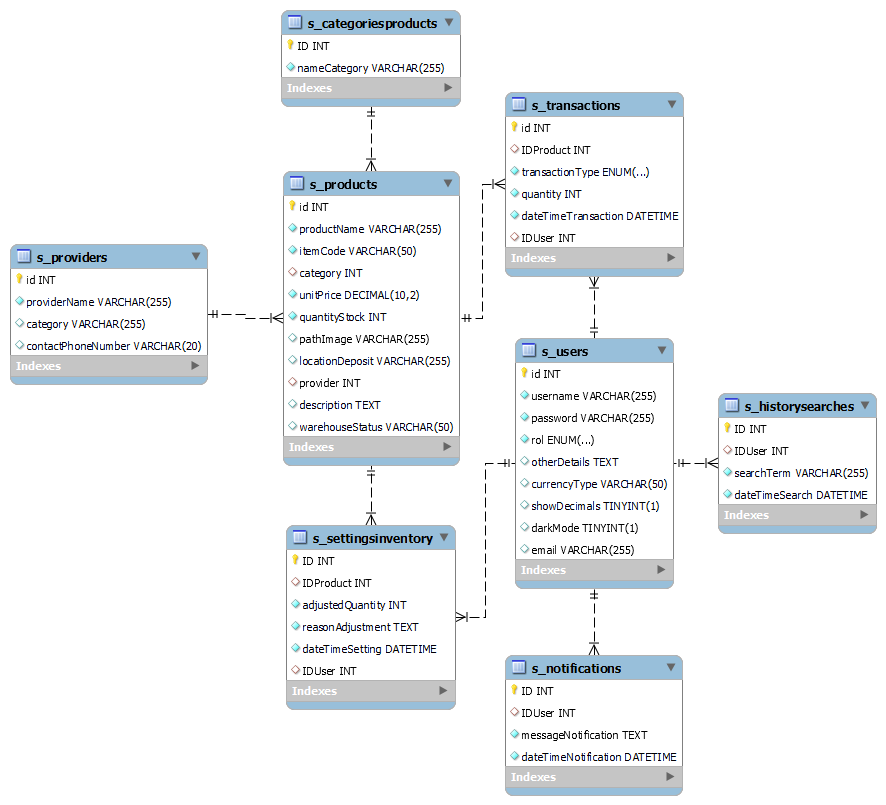 s_categoriesproducts
ID INT
nameCategory VARCHAR(255)
Indexes
s_transactions
id INT
IDProduct INT
transactionType ENUM(...)
quantity INT
dateTimeTransaction DATETIME
IDUser INT
Indexes
s_products
id INT
productName VARCHAR(255)
itemCode VARCHAR(50)
category INT
unitPrice DECIMAL(10,2)
quantityStock INT
pathImage VARCHAR(255)
locationDeposit VARCHAR(255)
provider INT
description TEXT
warehouseStatus VARCHAR(50)
Indexes
s_providers
id INT
providerName VARCHAR(255)
category VARCHAR(255)
contactPhoneNumber VARCHAR(20)
Indexes
s_users
id INT
username VARCHAR(255)
password VARCHAR(255)
rol ENUM(...)
otherDetails TEXT
currencyType VARCHAR(50)
showDecimals TINYINT(1)
darkMode TINYINT(1)
email VARCHAR(255)
Indexes
s_historysearches
ID INT
IDUser INT
searchTerm VARCHAR(255)
dateTimeSearch DATETIME
Indexes
s_settingsinventory
ID INT
IDProduct INT
adjustedQuantity INT
reasonAdjustment TEXT
dateTimeSetting DATETIME
IDUser INT
Indexes
s_notifications
ID INT
IDUser INT
messageNotification TEXT
dateTimeNotification DATETIME
Indexes